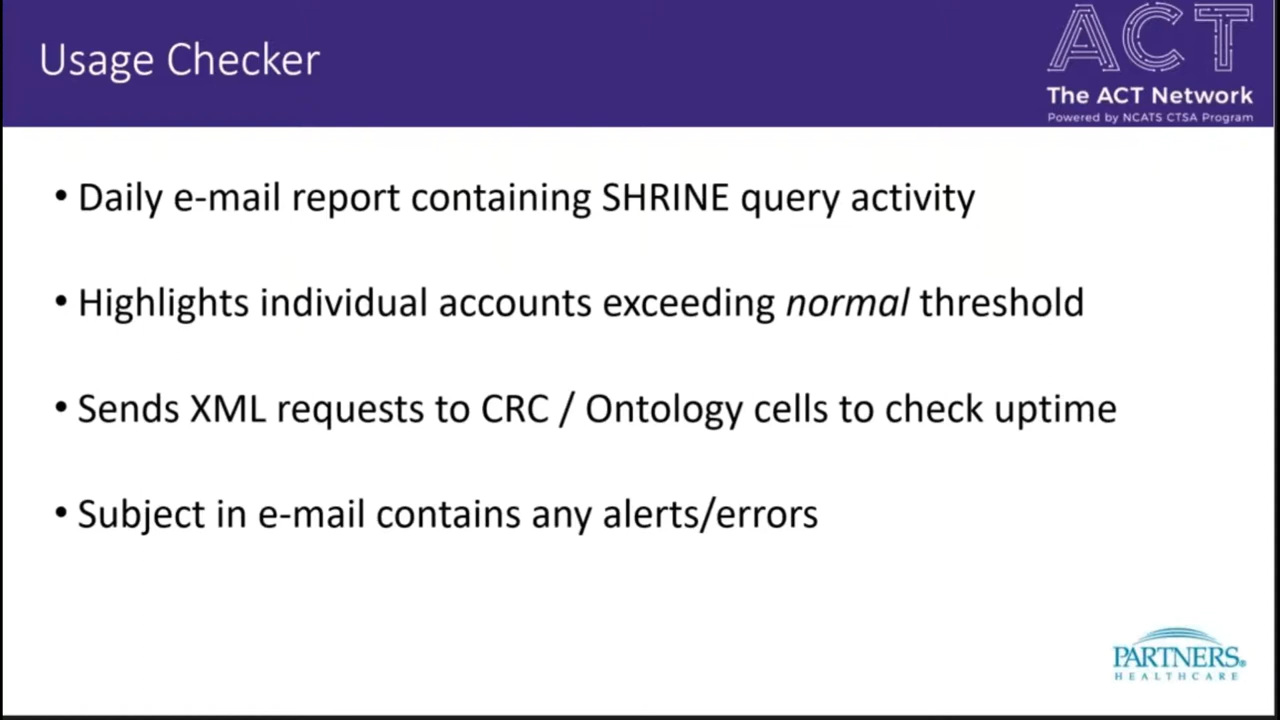 Usage Checker
ACT
The ACT Network
Powered by NCATS CTSA Program
• Daily e-mail report containing SHRINE query activity
• Highlights individual accounts exceeding normal threshold
• Sends XML requests to CRC / Ontology cells to check uptime
• Subject in e-mail contains any alerts/errors
PARTNERS®
HEALTHCARE